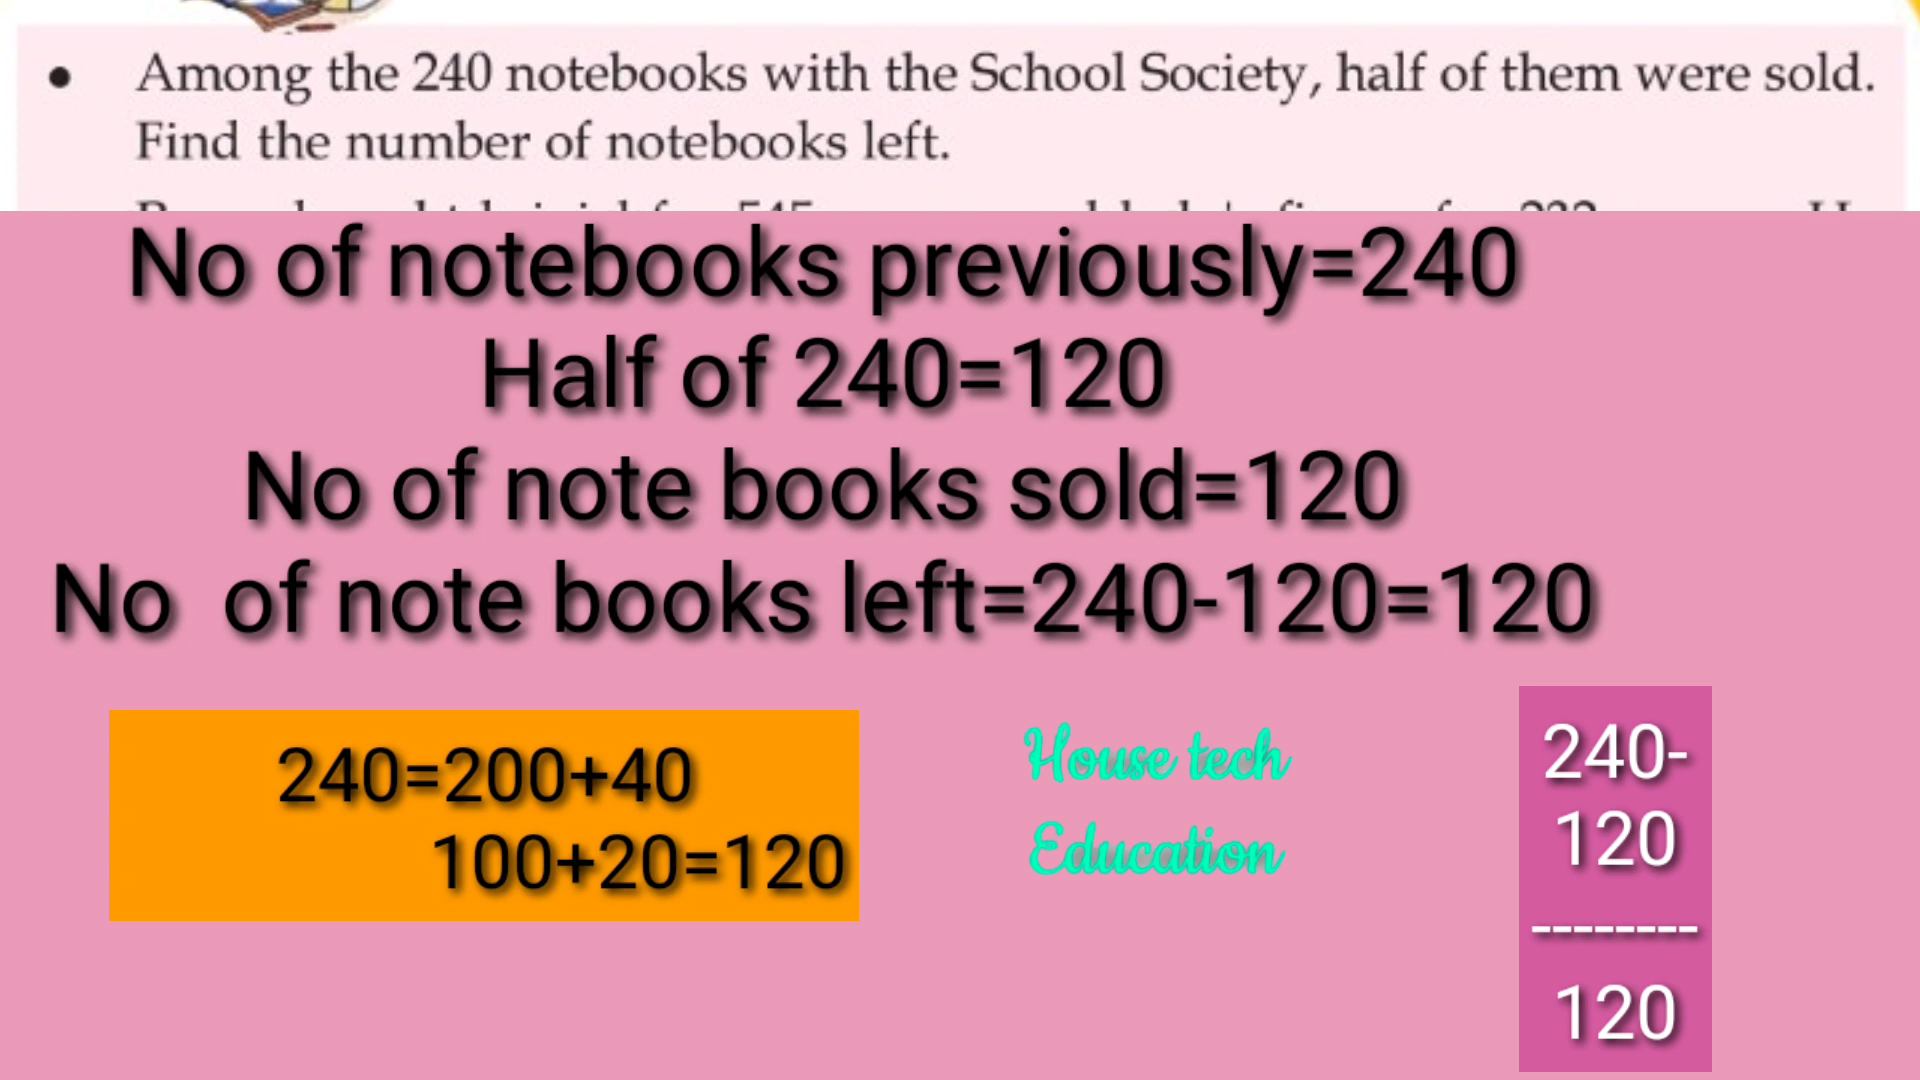 • Among the 240 notebooks with the School Society, half of them were sold.
Find the number of notebooks left.
No of notebooks previously=240
Half of 240=120
No of note books sold=120
No  of note books left=240-120=120
240=200+40
100+20=120
House tech
Education
240-
120
--------
120